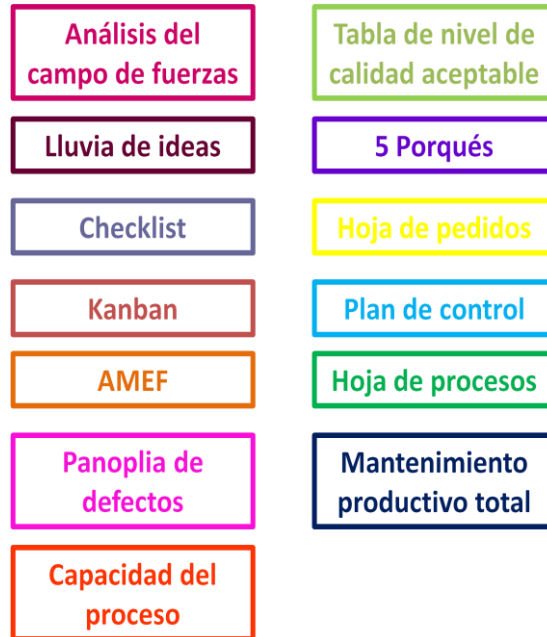 Análisis del
campo de fuerzas
Tabla de nivel de
calidad aceptable
Lluvia de ideas
5 Porqués
Checklist
Hoja de pedidos
Kanban
Plan de control
AMEF
Hoja de procesos
Panoplia de
defectos
Mantenimiento
productivo total
Capacidad del
proceso